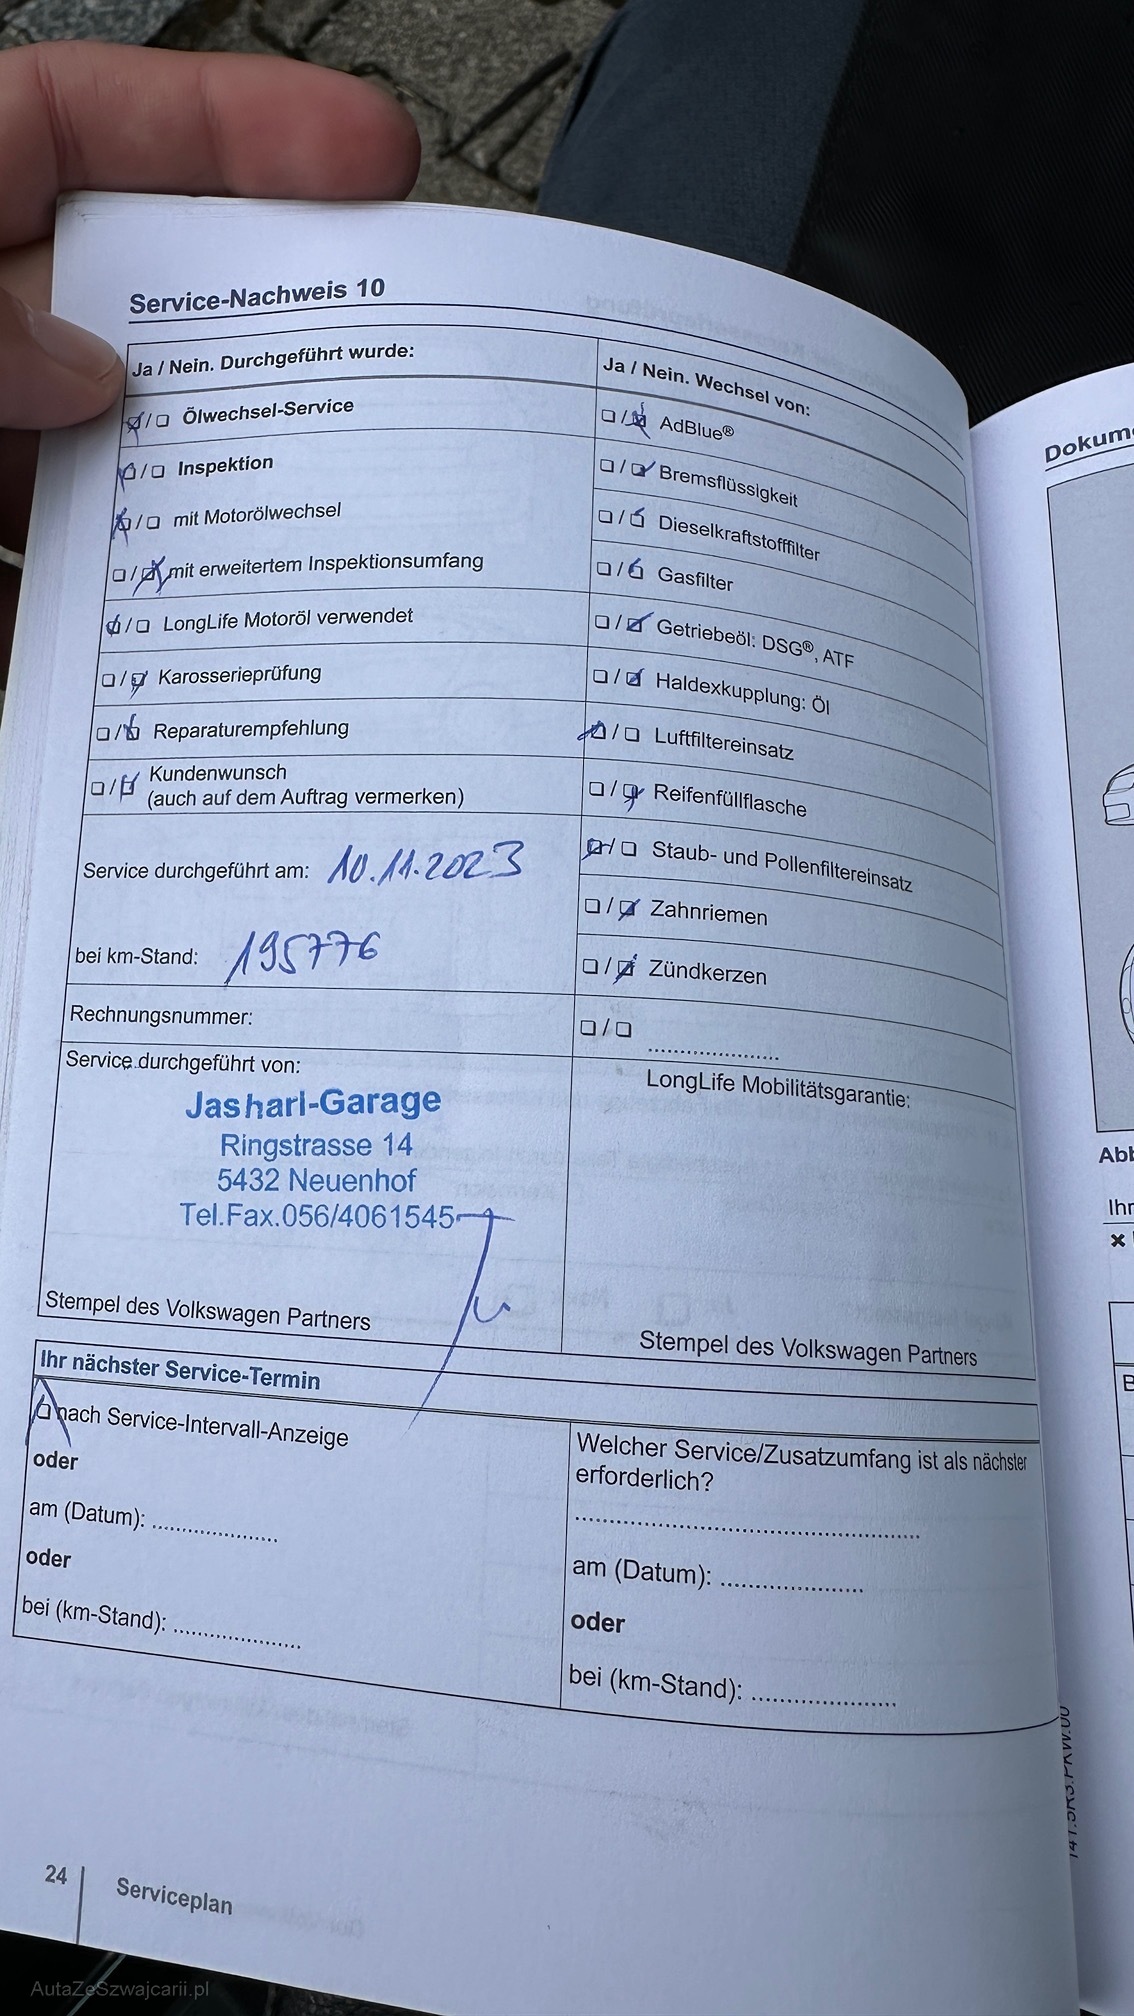 Service-Nachweis 10
Ja / Nein. Durchgeführt wurde:
Ölwechsel-Service
Inspektion
mit Motorölwechsel
mit erweitertem Inspektionsumfang
LongLife Motoröl verwendet
Karosserieprüfung
Reparaturempfehlung
Kundenwunsch
(auch auf dem Auftrag vermerken)
Service durchgeführt am: 10.11.2023
bei km-Stand: 195776
Rechnungsnummer:
Service durchgeführt von:
Jashari-Garage
Ringstrasse 14
5432 Neuenhof
Tel.Fax.056/4061545
Stempel des Volkswagen Partners
Ja / Nein. Wechsel von:
AdBlue®
Bremsflüssigkeit
Dieselkraftstofffilter
Gasfilter
Getriebeöl: DSG®, ATF
Haldexkupplung: Öl
Luftfiltereinsatz
Reifenfüllflasche
Staub- und Pollenfiltereinsatz
Zahnriemen
Zündkerzen
LongLife Mobilitätsgarantie:
Stempel des Volkswagen Partners
Ihr nächster Service-Termin
nach Service-Intervall-Anzeige
oder
am (Datum): ....................
oder
bei (km-Stand): ....................
Welcher Service/Zusatzumfang ist als nächster
erforderlich?
am (Datum): ....................
oder
bei (km-Stand): ....................
24
Serviceplan
Dokum
Abb
Ihr
AutaZeSzwajcarii.pl